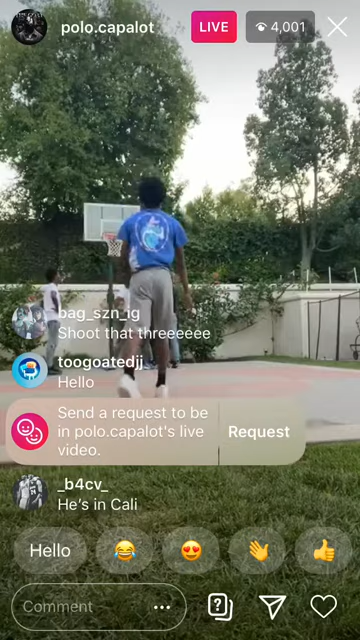 polo.capalot
LIVE
4,001
bag_szn_ig
Shoot that threeeeee
toogoatedjj
Hello
Send a request to be
in polo.capalot's live
video.
Request
_b4cv_
He's in Cali
Hello
Comment